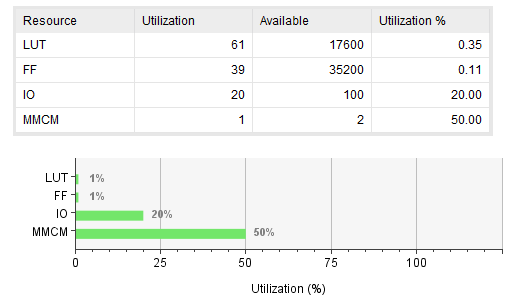 Resource Utilization Available Utilization %
LUT 61 17600 0.35
FF 39 35200 0.11
IO 20 100 20.00
MMCM 1 2 50.00
LUT 1%
FF 1%
IO 20%
MMCM 50%
0 25 50 75 100
Utilization (%)